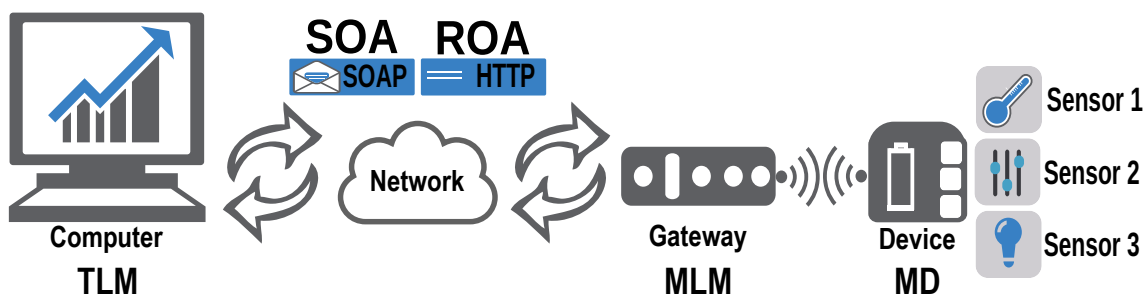 SOA ROA
SOAP HTTP
Sensor 1
Network
Sensor 2
Computer Gateway Device Sensor 3
TLM MLM MD